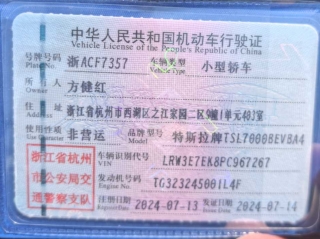 中华人民共和国机动车行驶证
Vehicle License of the People's Republic of China
号牌号码 浙ACF7357 车辆类型 小型轿车
Plate No. Vehicle Type
所有人 方健红
Owner
住址 浙江省杭州市西湖区之江家园二区9幢1单元403室
Address
使用性质 非营运 品牌型号 特斯拉牌TSL7000BEVBA4
Use Character Model
浙江省杭州
市公安局交
通警察支队
车辆识别代号 LRW3E7EK8PC967267
VIN
发动机号码 TG323245001L4F
Engine No.
注册日期 2024-07-13 发证日期 2024-07-14
Register Date Issue Date